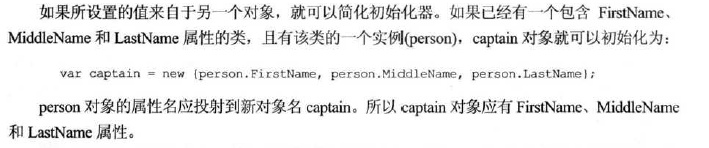 如果所设置的值来自于另一个对象，就可以简化初始化器。如果已经有一个包含 FirstName、
MiddleName 和 LastName 属性的类，且有该类的一个实例(person)，captain 对象就可以初始化为：
var captain = new {person.FirstName, person.MiddleName, person.LastName};
person 对象的属性名应投射到新对象名 captain。所以 captain 对象应有 FirstName、MiddleName
和 LastName 属性。